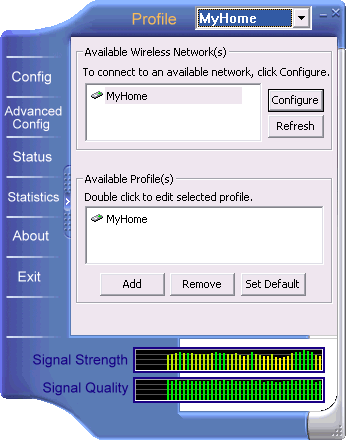 Profile MyHome
Config
Advanced
Config
Status
Statistics
About
Exit
Available Wireless Network(s)
To connect to an available network, click Configure.
MyHome
Configure
Refresh
Available Profile(s)
Double click to edit selected profile.
MyHome
Add Remove Set Default
Signal Strength
Signal Quality